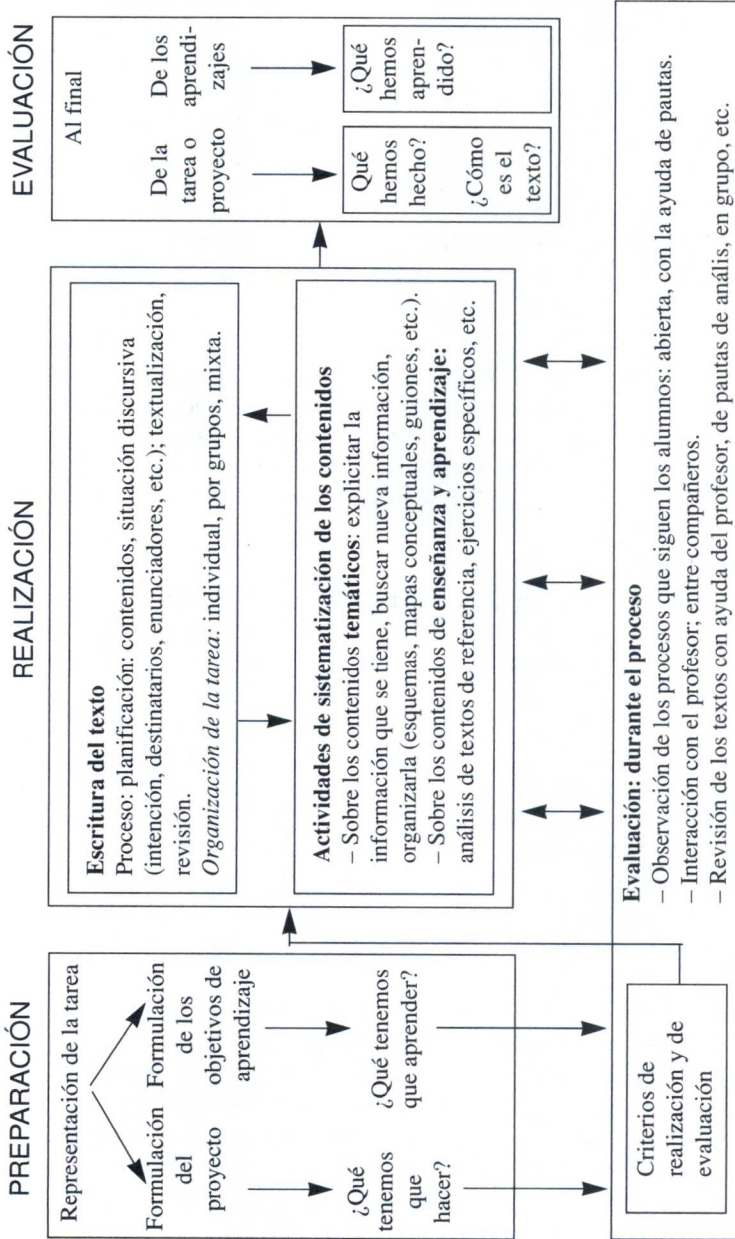 PREPARACIÓN
Representación de la tarea
Formulación
del
proyecto
Formulación
de los
objetivos de
aprendizaje
¿Qué
tenemos
que
hacer?
¿Qué tenemos
que aprender?
Criterios de
realización y de
evaluación
REALIZACIÓN
Escritura del texto
Proceso: planificación: contenidos, situación discursiva
(intención, destinatarios, enunciadores, etc.); textualización,
revisión.
Organización de la tarea: individual, por grupos, mixta.
Actividades de sistematización de los contenidos
– Sobre los contenidos temáticos: explicitar la
información que se tiene, buscar nueva información,
organizarla (esquemas, mapas conceptuales, guiones, etc.).
– Sobre los contenidos de enseñanza y aprendizaje:
análisis de textos de referencia, ejercicios específicos, etc.
EVALUACIÓN
Al final
De la
tarea o
proyecto
De los
aprendi-
zajes
Qué
hemos
hecho?
¿Cómo
es el
texto?
¿Qué
hemos
apren-
dido?
Evaluación: durante el proceso
– Observación de los procesos que siguen los alumnos: abierta, con la ayuda de pautas.
– Interacción con el profesor; entre compañeros.
– Revisión de los textos con ayuda del profesor, de pautas de anális, en grupo, etc.